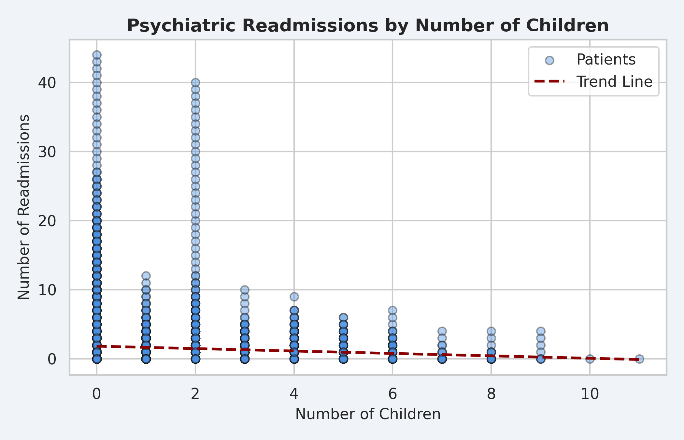 Psychiatric Readmissions by Number of Children
Patients
Trend Line
Number of Readmissions
40
30
20
10
0
0 2 4 6 8 10
Number of Children